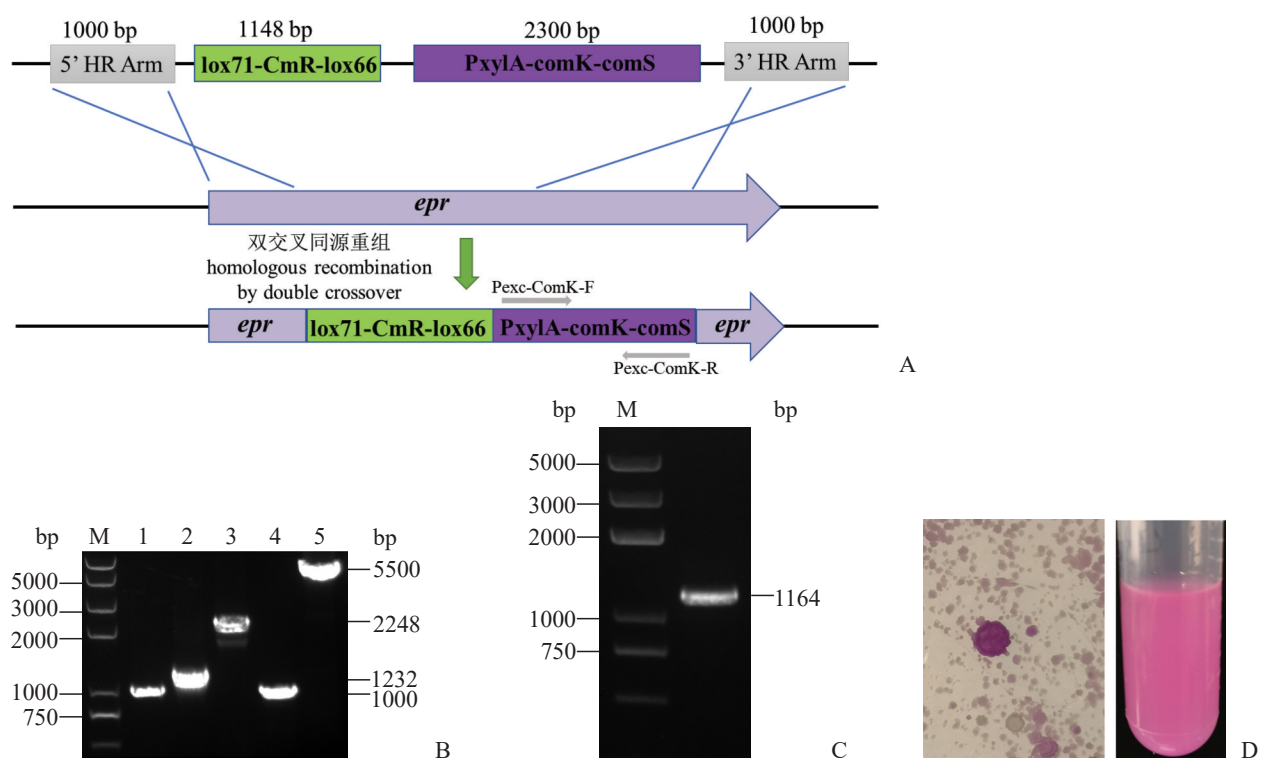 1000 bp
1148 bp
2300 bp
1000 bp
5’ HR Arm
lox71-CmR-lox66
PxylA-comK-comS
3’ HR Arm
epr
双交叉同源重组
homologous recombination
by double crossover
Pexc-ComK-F
epr
lox71-CmR-lox66
PxylA-comK-comS
epr
Pexc-ComK-R
A
bp M 1 2 3 4 5 bp
5000
3000
2000
1000
750
5500
2248
1232
1000
B
bp M bp
5000
3000
2000
1000
750
1164
C
D